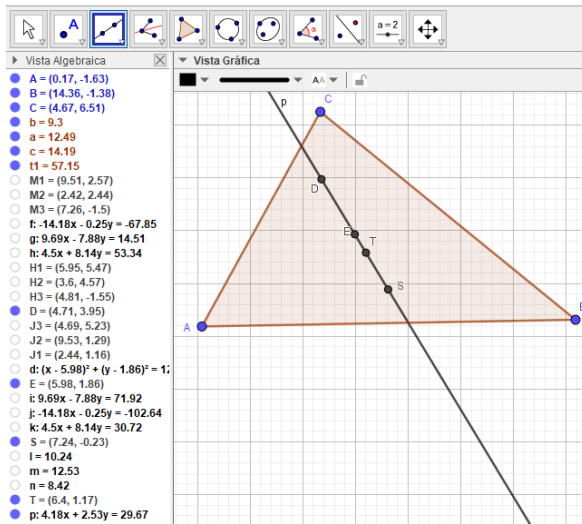 A
α
a=2
Vista Algebraica
Vista Gráfica
A = (0.17, -1.63)
B = (14.36, -1.38)
C = (4.67, 6.51)
b = 9.3
a = 12.49
c = 14.19
t1 = 57.15
M1 = (9.51, 2.57)
M2 = (2.42, 2.44)
M3 = (7.26, -1.5)
f: -14.18x - 0.25y = -67.85
g: 9.69x - 7.88y = 14.51
h: 4.5x + 8.14y = 53.34
H1 = (5.95, 5.47)
H2 = (3.6, 4.57)
H3 = (4.81, -1.55)
D = (4.71, 3.95)
J3 = (4.69, 5.23)
J2 = (9.53, 1.29)
J1 = (2.44, 1.16)
d: (x - 5.98)² + (y - 1.86)² = 12
E = (5.98, 1.86)
i: 9.69x - 7.88y = 71.92
j: -14.18x - 0.25y = -102.64
k: 4.5x + 8.14y = 30.72
S = (7.24, -0.23)
l = 10.24
m = 12.53
n = 8.42
T = (6.4, 1.17)
p: 4.18x + 2.53y = 29.67
AA
p
C
D
E
T
S
A